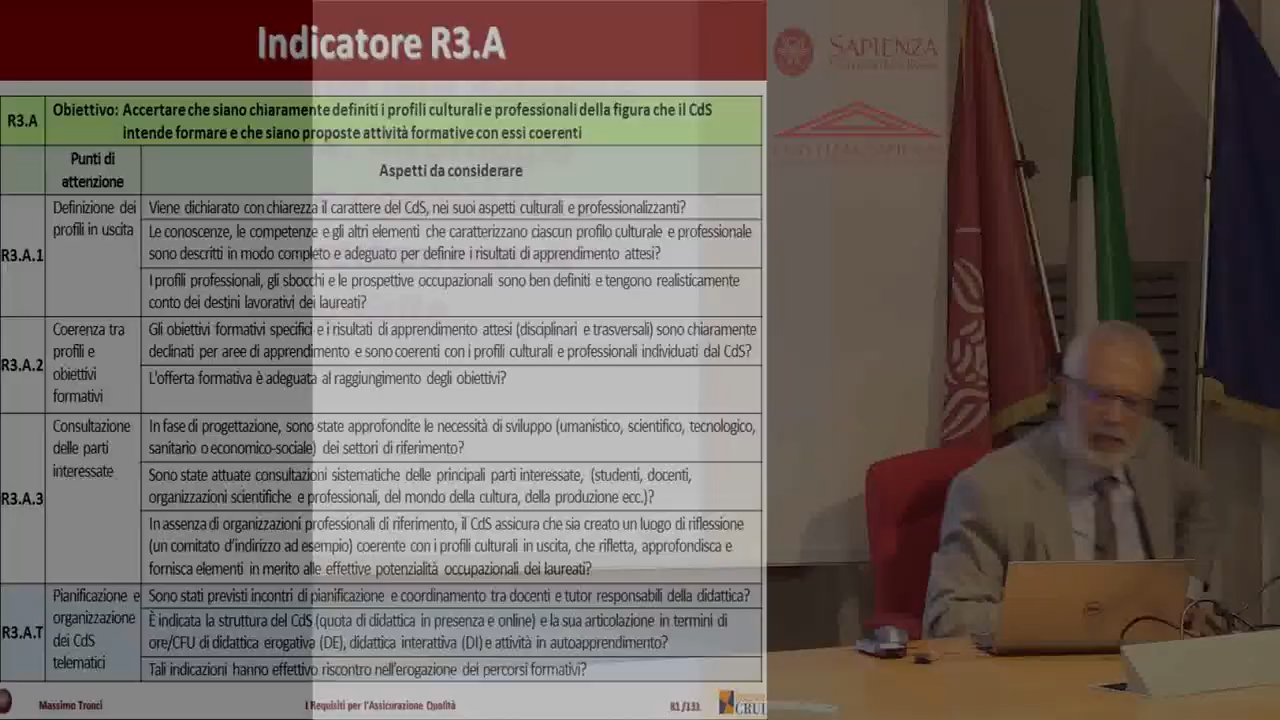 Indicatore R3.A
R3.A
Obiettivo: Accertare che siano chiaramente definiti i profili culturali e professionali della figura che il CdS
intende formare e che siano proposte attività formative con essi coerenti
Punti di
attenzione
Aspetti da considerare
R3.A.1
Definizione dei
profili in uscita
Viene dichiarato con chiarezza il carattere del CdS, nei suoi aspetti culturali e professionalizzanti?
Le conoscenze, le competenze e gli altri elementi che caratterizzano ciascun profilo culturale e professionale
sono descritti in modo completo e adeguato per definire i risultati di apprendimento attesi?
I profili professionali, gli sbocchi e le prospettive occupazionali sono ben definiti e tengono realisticamente
conto dei destini lavorativi dei laureati?
R3.A.2
Coerenza tra
profili e
obiettivi
formativi
Gli obiettivi formativi specifici e i risultati di apprendimento attesi (disciplinari e trasversali) sono chiaramente
declinati per aree di apprendimento e sono coerenti con i profili culturali e professionali individuati dal CdS?
L'offerta formativa è adeguata al raggiungimento degli obiettivi?
R3.A.3
Consultazione
delle parti
interessate
In fase di progettazione, sono state approfondite le necessità di sviluppo (umanistico, scientifico, tecnologico,
sanitario o economico-sociale) dei settori di riferimento?
Sono state attuate consultazioni sistematiche delle principali parti interessate, (studenti, docenti,
organizzazioni scientifiche e professionali, del mondo della cultura, della produzione ecc.)?
In assenza di organizzazioni professionali di riferimento, il CdS assicura che sia creato un luogo di riflessione
(un comitato d'indirizzo ad esempio) coerente con i profili culturali in uscita, che rifletta, approfondisca e
fornisca elementi in merito alle effettive potenzialità occupazionali dei laureati?
R3.A.T
Pianificazione e
organizzazione
dei CdS
telematici
Sono stati previsti incontri di pianificazione e coordinamento tra docenti e tutor responsabili della didattica?
È indicata la struttura del CdS (quota di didattica in presenza e online) e la sua articolazione in termini di
ore/CFU di didattica erogativa (DE), didattica interattiva (DI) e attività in autoapprendimento?
Tali indicazioni hanno effettivo riscontro nell'erogazione dei percorsi formativi?
Massimo Tronci
I Requisiti per l'Assicurazione Qualità
CRUI
SAPIENZA